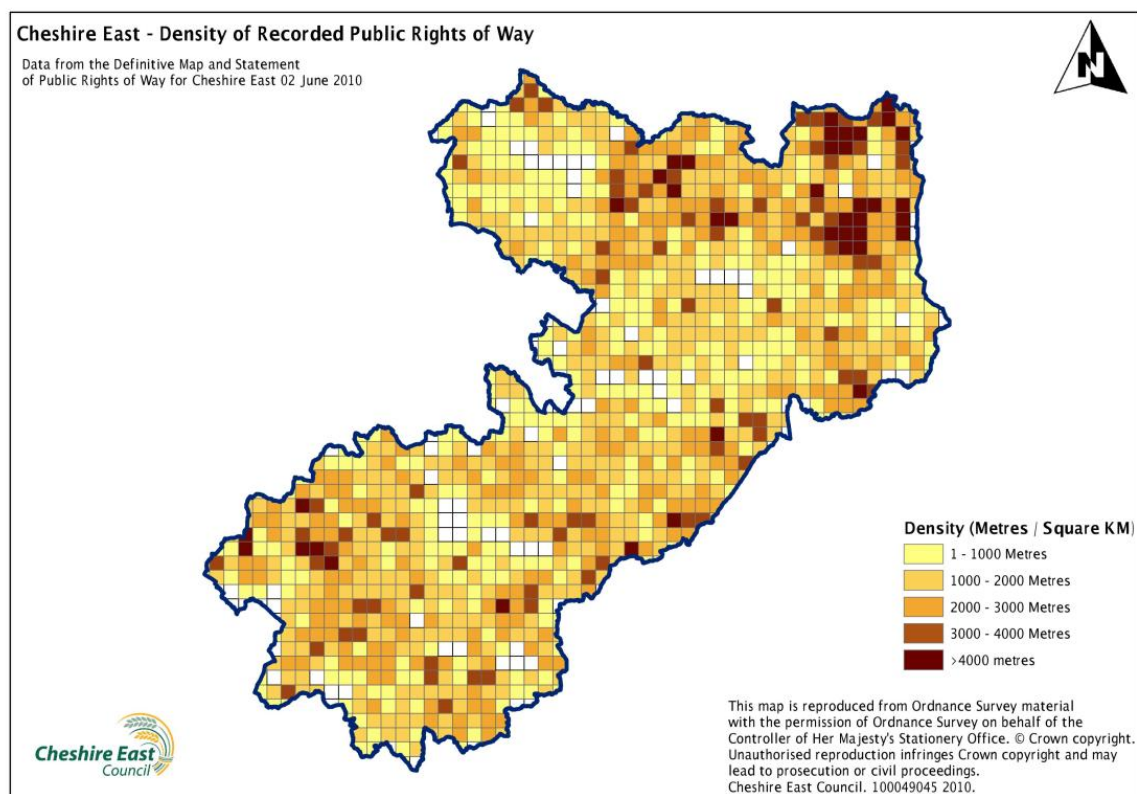 Cheshire East - Density of Recorded Public Rights of Way
Data from the Definitive Map and Statement
of Public Rights of Way for Cheshire East 02 June 2010
N
Density (Metres / Square KM)
1 - 1000 Metres
1000 - 2000 Metres
2000 - 3000 Metres
3000 - 4000 Metres
>4000 metres
This map is reproduced from Ordnance Survey material
with the permission of Ordnance Survey on behalf of the
Controller of Her Majesty's Stationery Office. © Crown copyright.
Unauthorised reproduction infringes Crown copyright and may
lead to prosecution or civil proceedings.
Cheshire East Council. 100049045 2010.
Cheshire East
Council